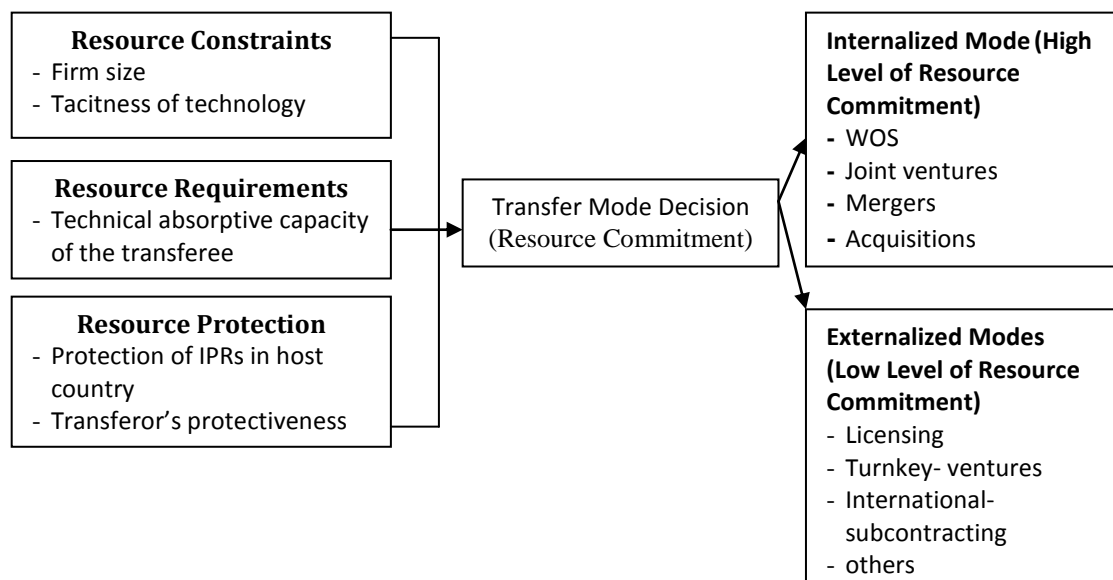 Resource Constraints
- Firm size
- Tacitness of technology
Resource Requirements
- Technical absorptive capacity
of the transferee
Resource Protection
- Protection of IPRs in host
country
- Transferor’s protectiveness
Transfer Mode Decision
(Resource Commitment)
Internalized Mode (High
Level of Resource
Commitment)
- WOS
- Joint ventures
- Mergers
- Acquisitions
Externalized Modes
(Low Level of Resource
Commitment)
- Licensing
- Turnkey- ventures
- International-
subcontracting
- others